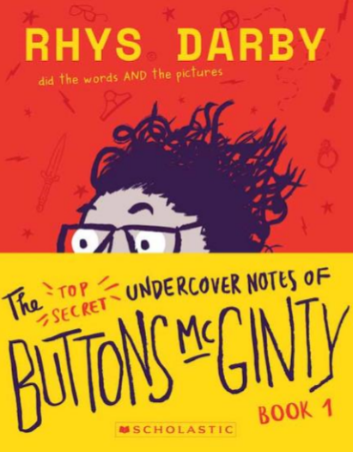 RHYS DARBY
did the words AND the pictures
The TOP SECRET UNDERCOVER NOTES OF
BUTTONS McGINTY
BOOK 1
SCHOLASTIC